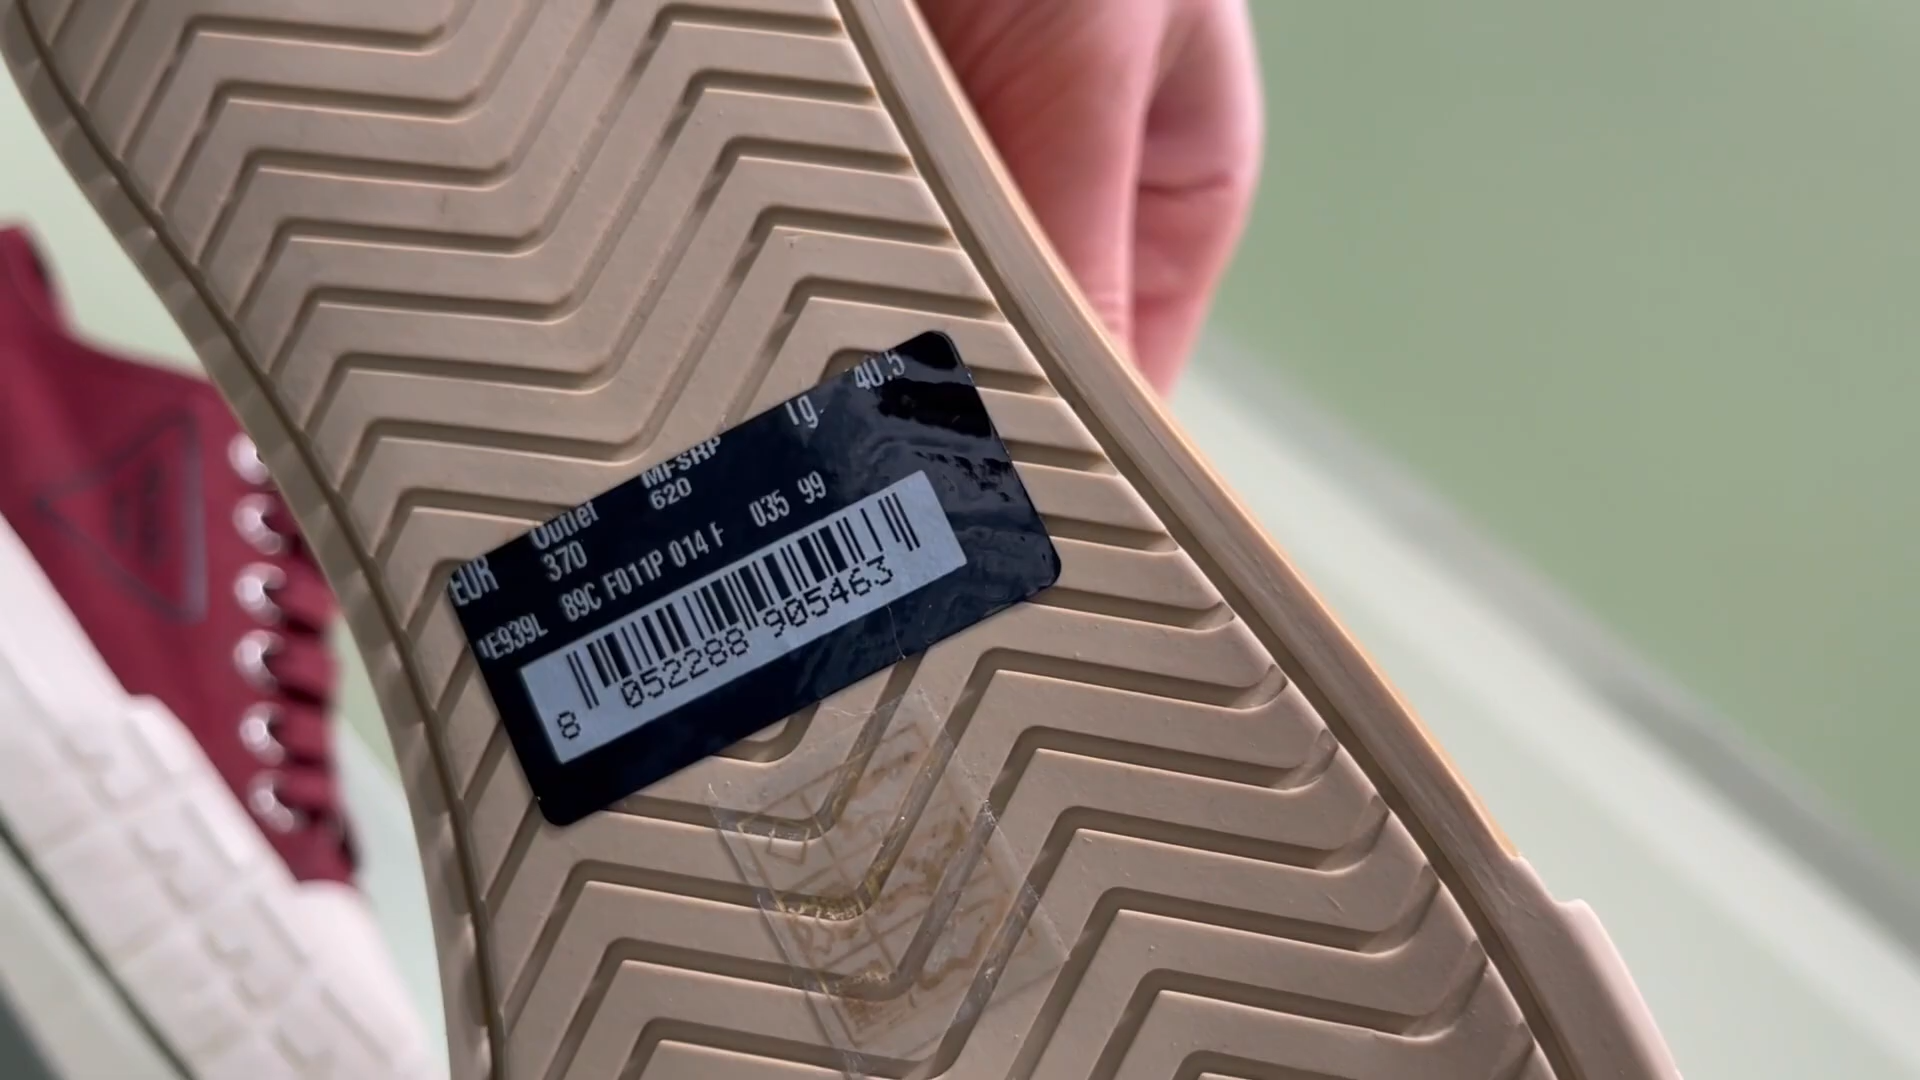 Tg. 40.5
EUR Outlet MFSRP
370 620
1E939L 89C F011P 014 F 035 99
8 052288 905463